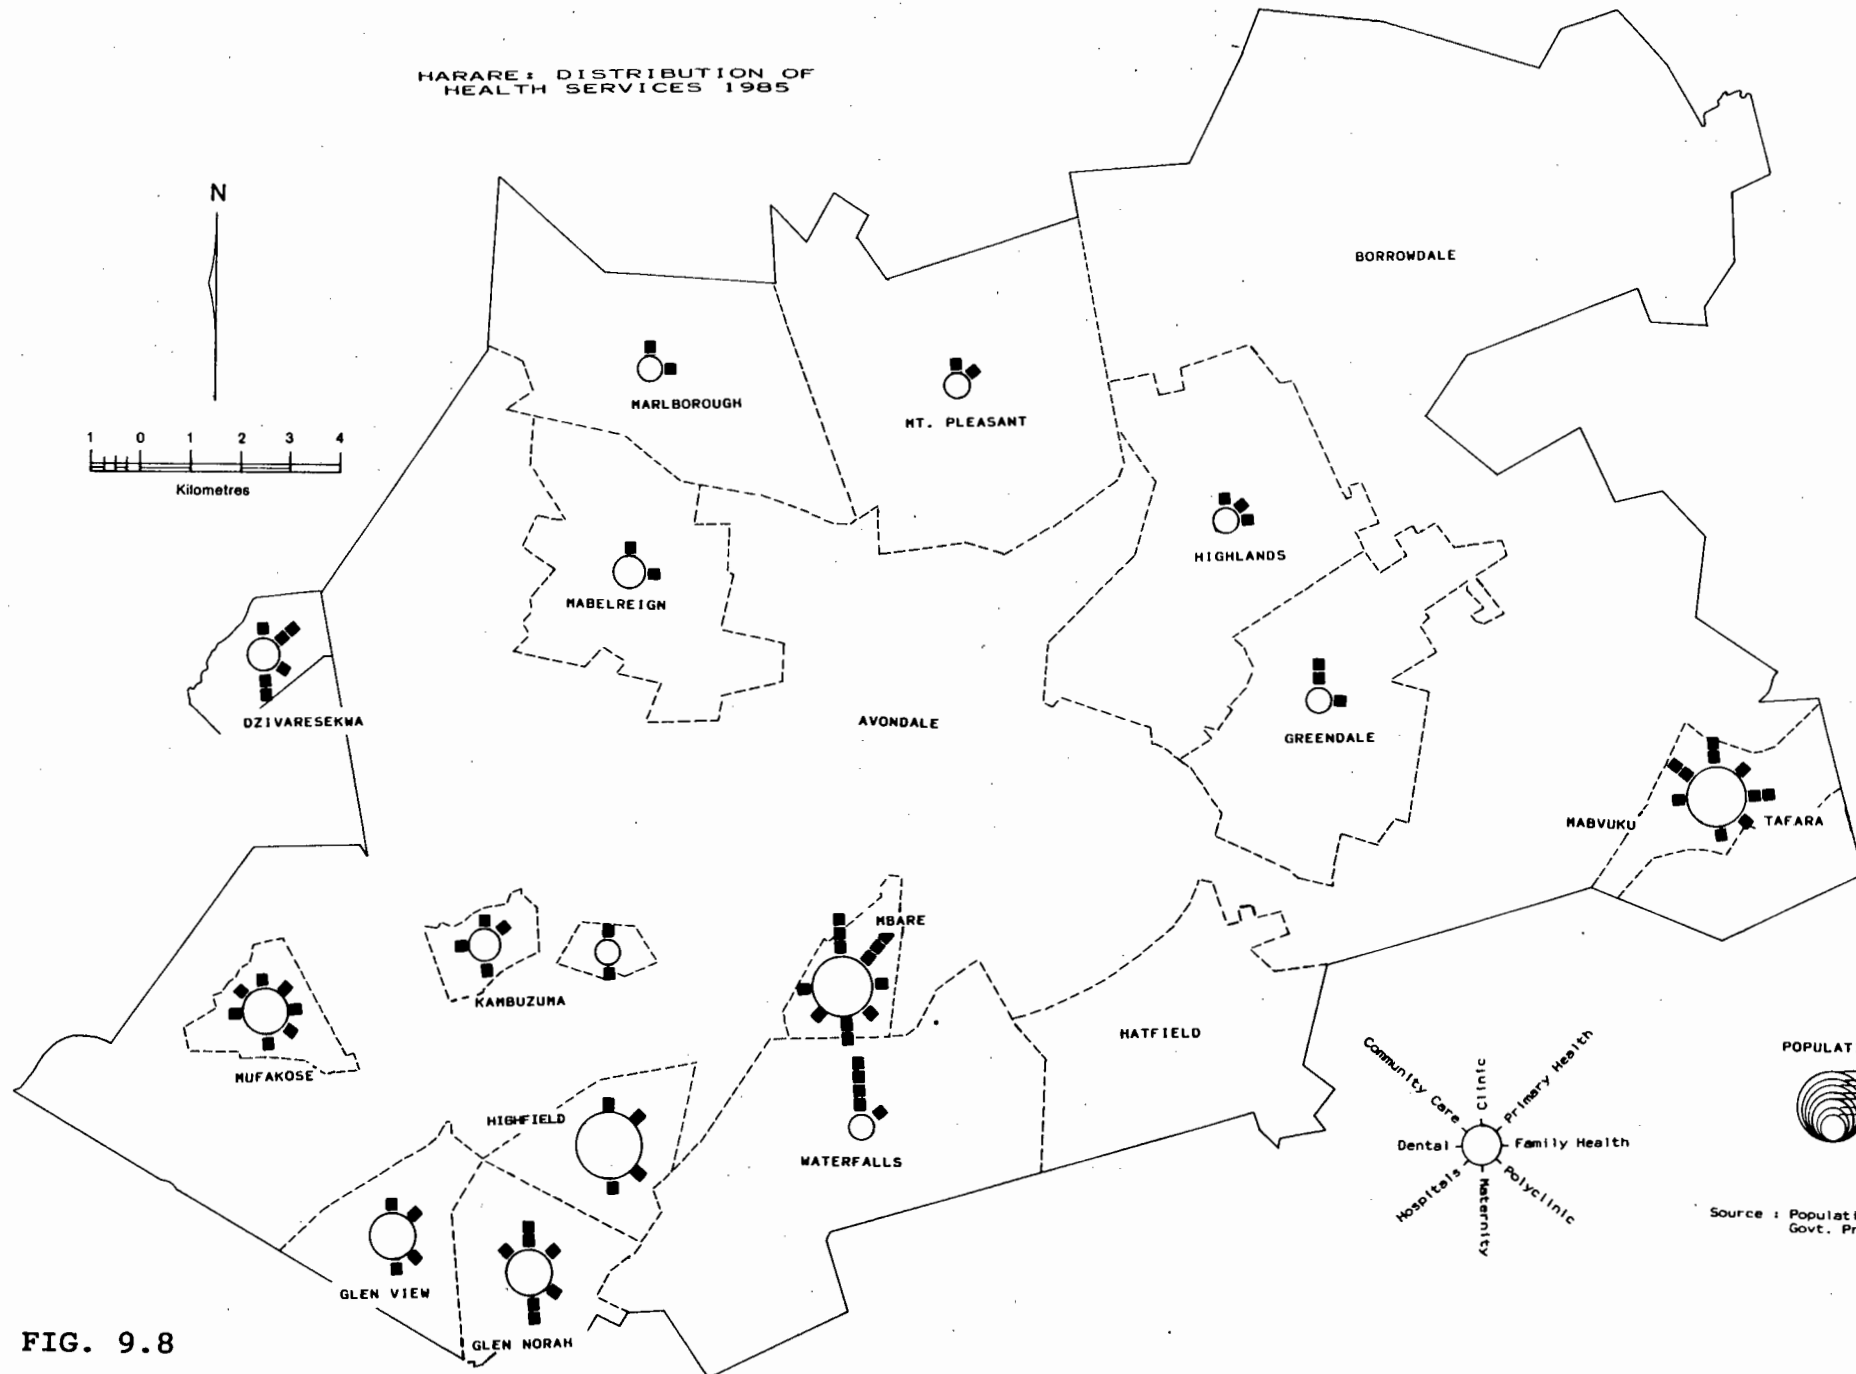 HARARE: DISTRIBUTION OF
HEALTH SERVICES 1985
N
1 0 1 2 3 4
Kilometres
BORROWDALE
MARLBOROUGH
MT. PLEASANT
HIGHLANDS
MABELREIGN
DZIVARESEKWA
AVONDALE
GREENDALE
MABVUKU
TAFARA
MBARE
KAMBUZUMA
HATFIELD
MUFAKOSE
HIGHFIELD
WATERFALLS
GLEN VIEW
GLEN NORAH
Community Care
Clinic
Primary Health
Dental
Family Health
Hospitals
Maternity
Polyclinic
POPULAT
Source : Populati
Govt. Pr
FIG. 9.8